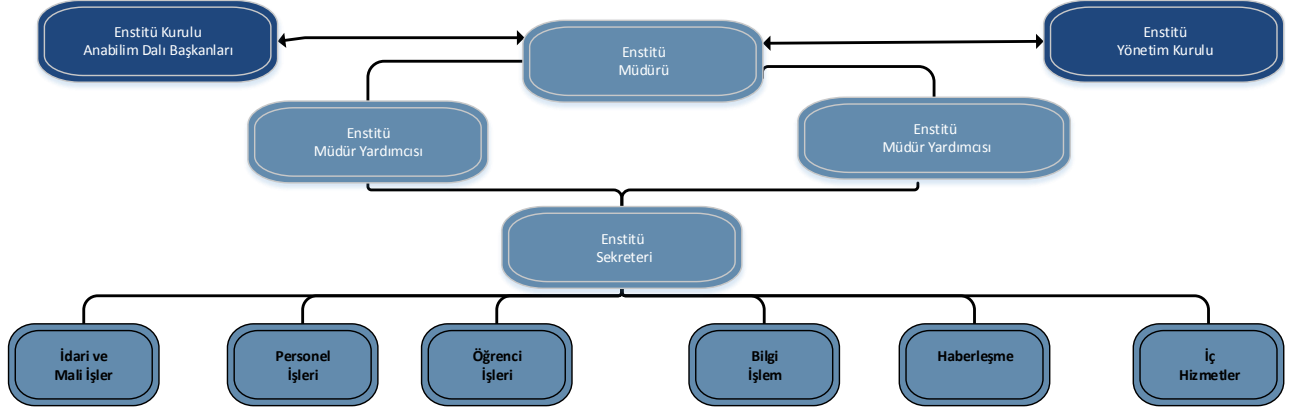 Enstitü Kurulu
Anabilim Dalı Başkanları
Enstitü
Müdürü
Enstitü
Yönetim Kurulu
Enstitü
Müdür Yardımcısı
Enstitü
Müdür Yardımcısı
Enstitü
Sekreteri
İdari ve
Mali İşler
Personel
İşleri
Öğrenci
İşleri
Bilgi
İşlem
Haberleşme
İç
Hizmetler